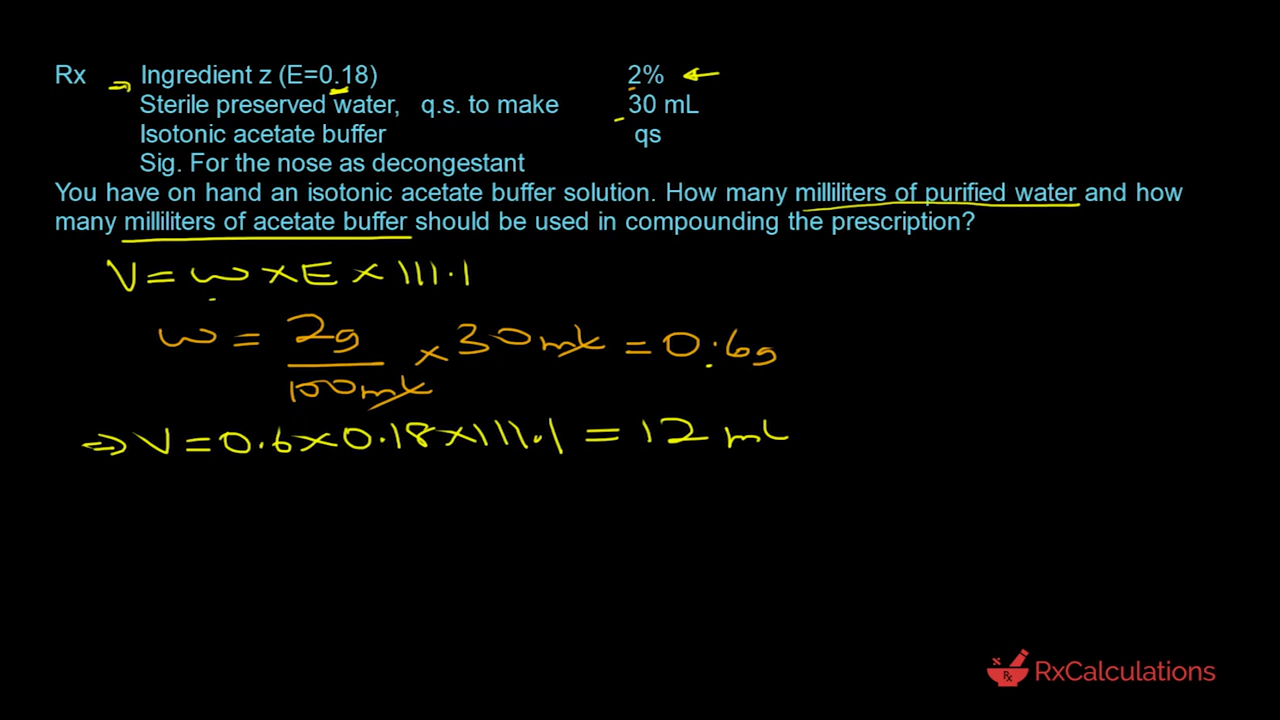 Rx Ingredient z (E=0.18) 2%
Sterile preserved water, q.s. to make 30 mL
Isotonic acetate buffer qs
Sig. For the nose as decongestant
You have on hand an isotonic acetate buffer solution. How many milliliters of purified water and how
many milliliters of acetate buffer should be used in compounding the prescription?
V = w × E × 111.1
w = 2g / 100mL × 30mL = 0.6g
⇒ V = 0.6 × 0.18 × 111.1 = 12 mL
Rx RxCalculations